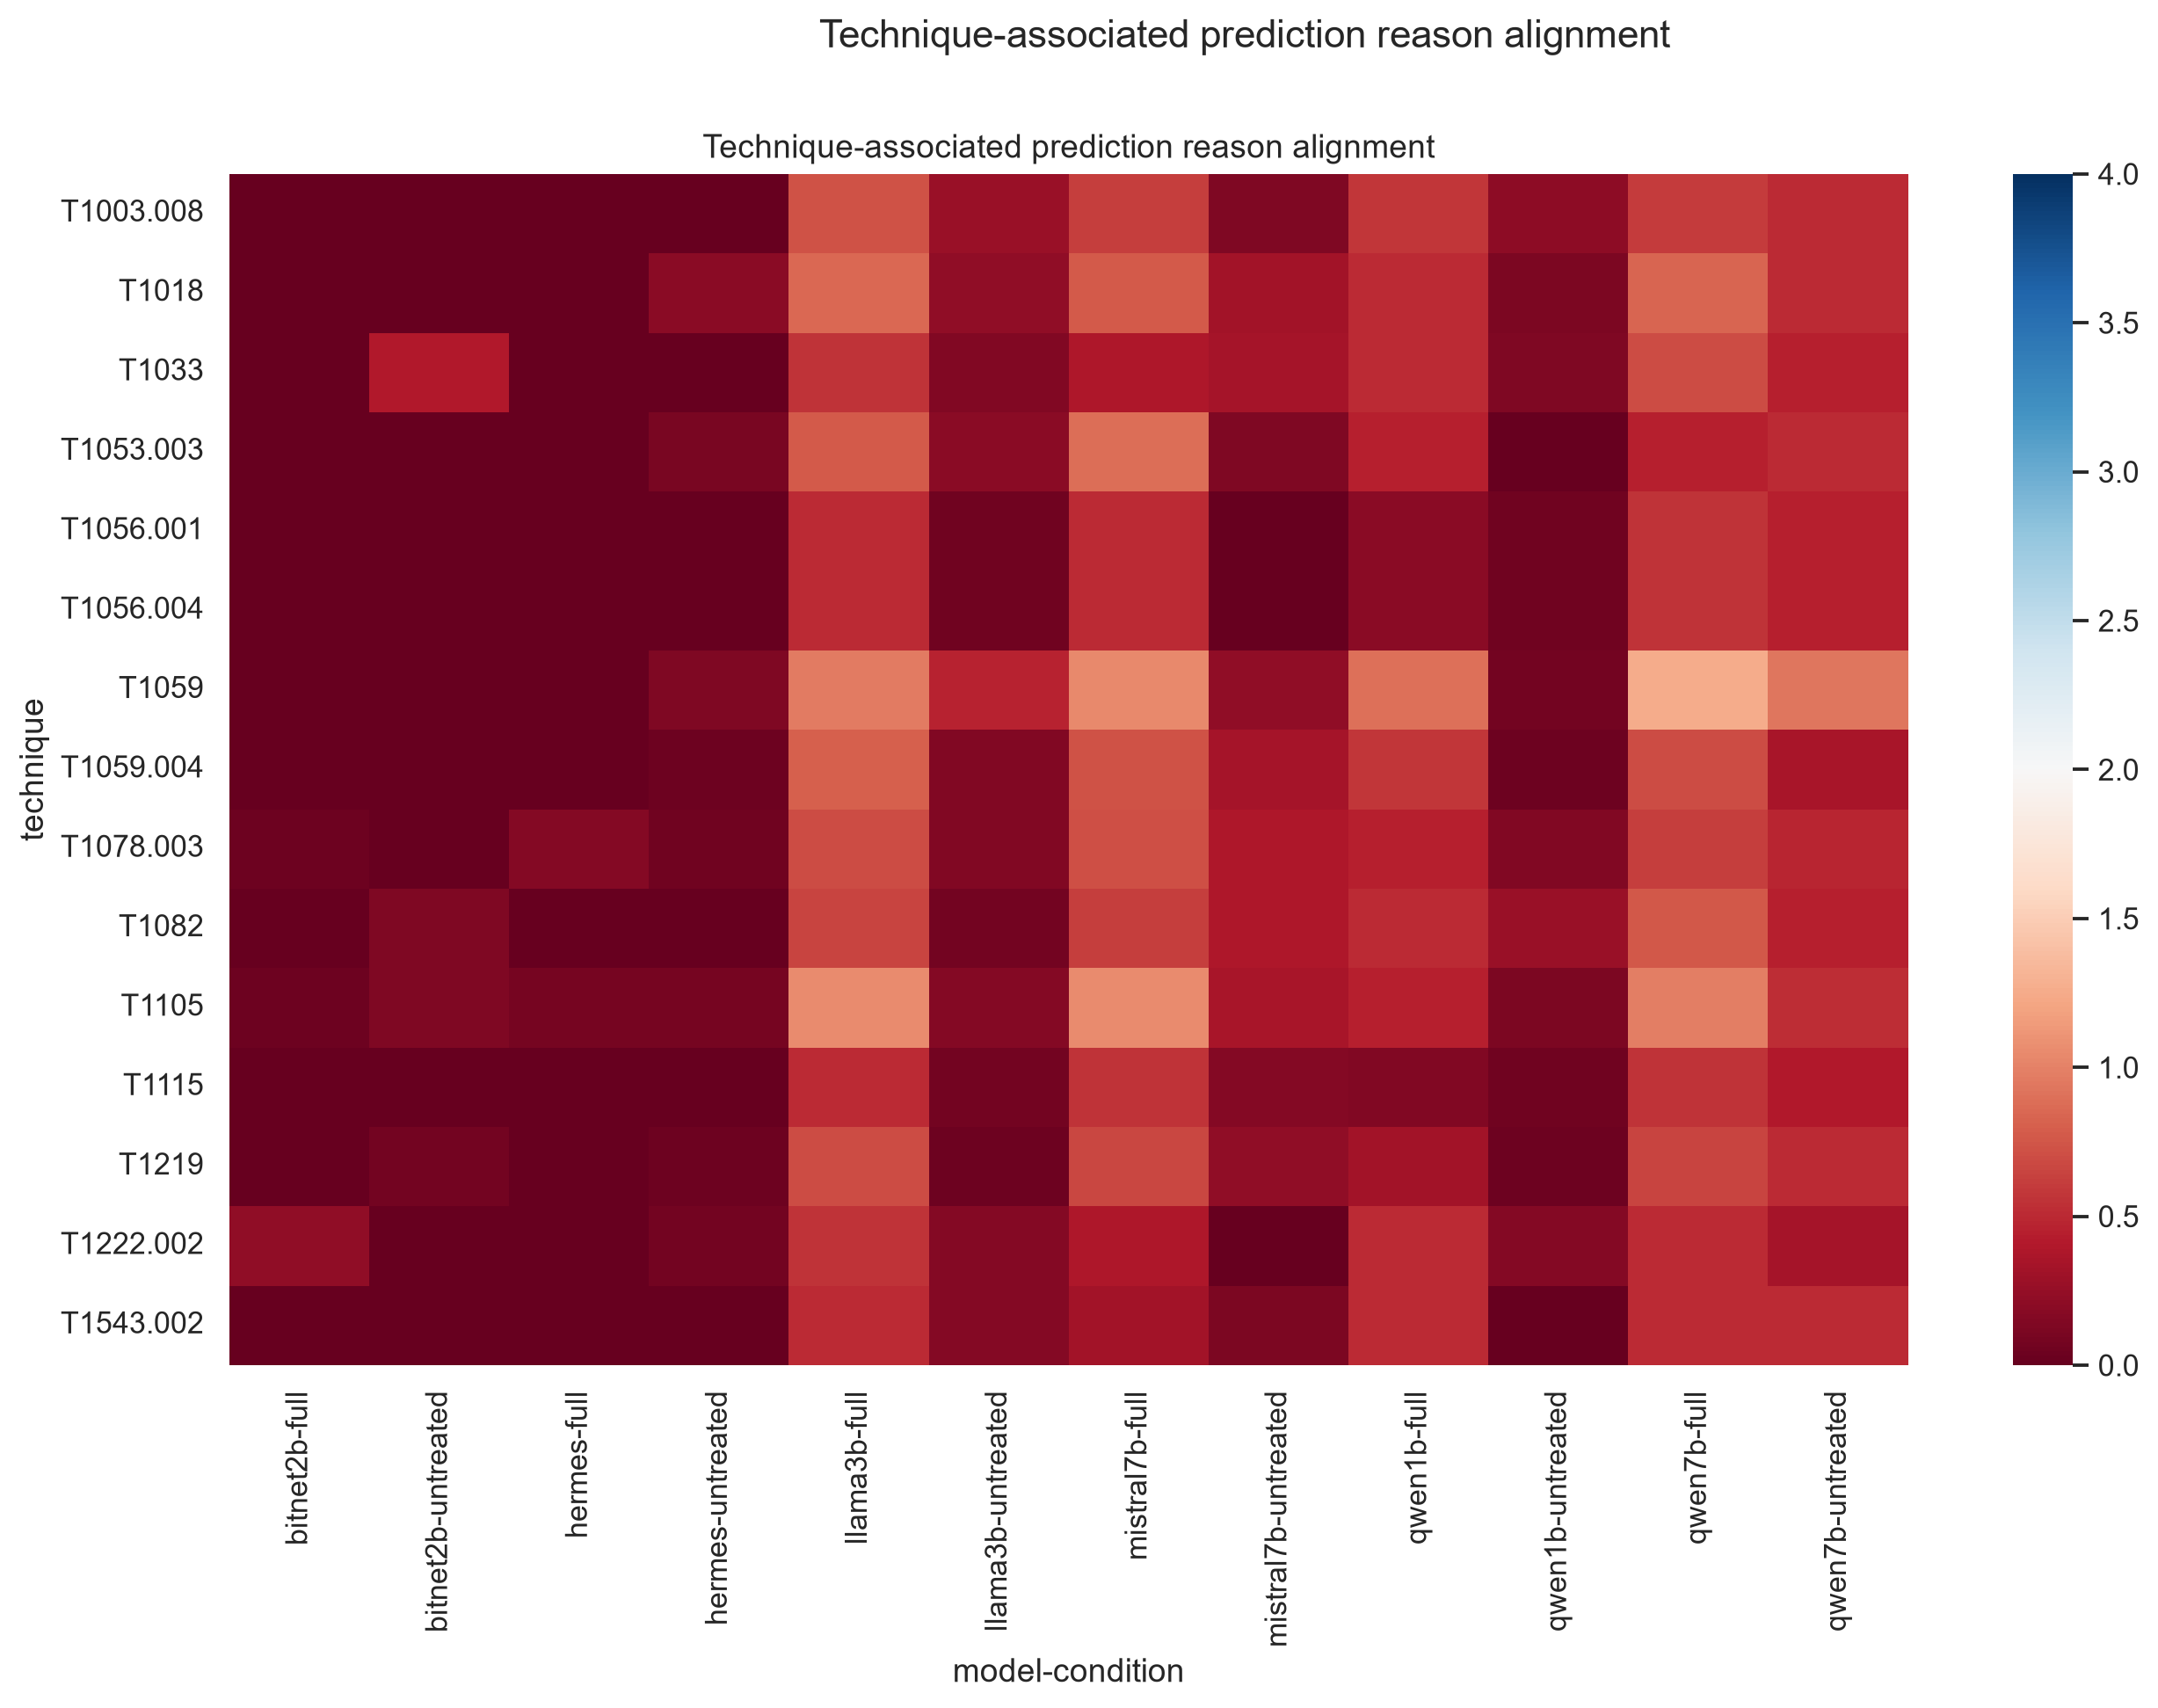 Technique-associated prediction reason alignment
Technique-associated prediction reason alignment
technique
T1003.008
T1018
T1033
T1053.003
T1056.001
T1056.004
T1059
T1059.004
T1078.003
T1082
T1105
T1115
T1219
T1222.002
T1543.002
bitnet2b-full
bitnet2b-untreated
hermes-full
hermes-untreated
llama3b-full
llama3b-untreated
mistral7b-full
mistral7b-untreated
qwen1b-full
qwen1b-untreated
qwen7b-full
qwen7b-untreated
model-condition
4.0
3.5
3.0
2.5
2.0
1.5
1.0
0.5
0.0